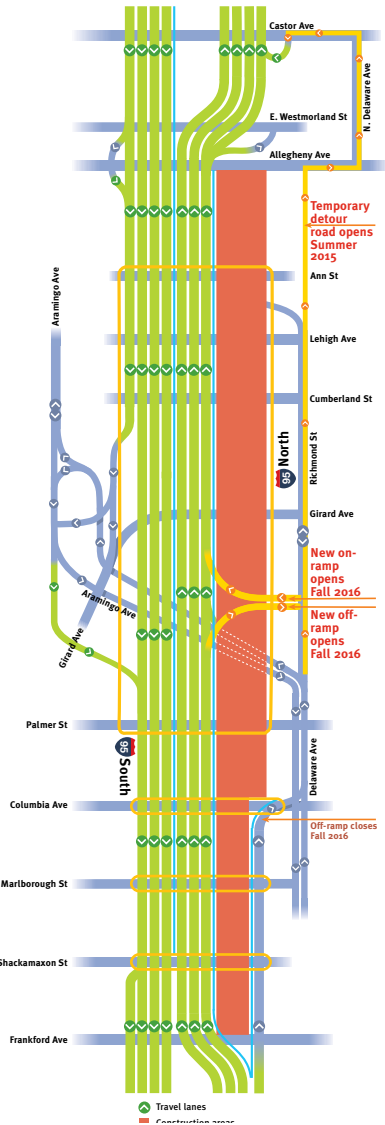 Castor Ave
N. Delaware Ave
E. Westmorland St
Allegheny Ave
Temporary
detour
road opens
Summer
2015
Ann St
Aramingo Ave
Lehigh Ave
Cumberland St
Richmond St
95 North
Girard Ave
New on-
ramp
opens
Fall 2016
Aramingo Ave
New off-
ramp
opens
Fall 2016
Girard Ave
Palmer St
95 South
Delaware Ave
Columbia Ave
Off-ramp closes
Fall 2016
Marlborough St
Shackamaxon St
Frankford Ave
Travel lanes
Construction areas